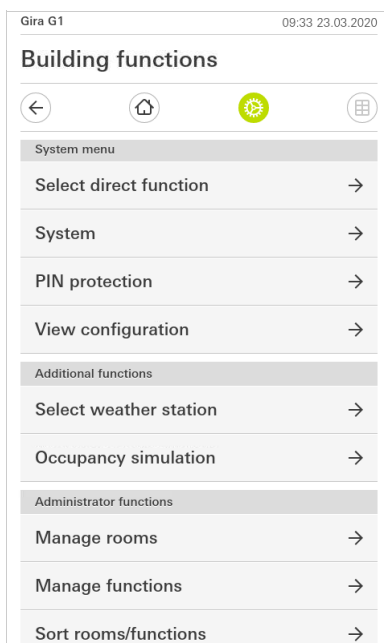 Gira G1 09:33 23.03.2020
Building functions
System menu
Select direct function
System
PIN protection
View configuration
Additional functions
Select weather station
Occupancy simulation
Administrator functions
Manage rooms
Manage functions
Sort rooms/functions